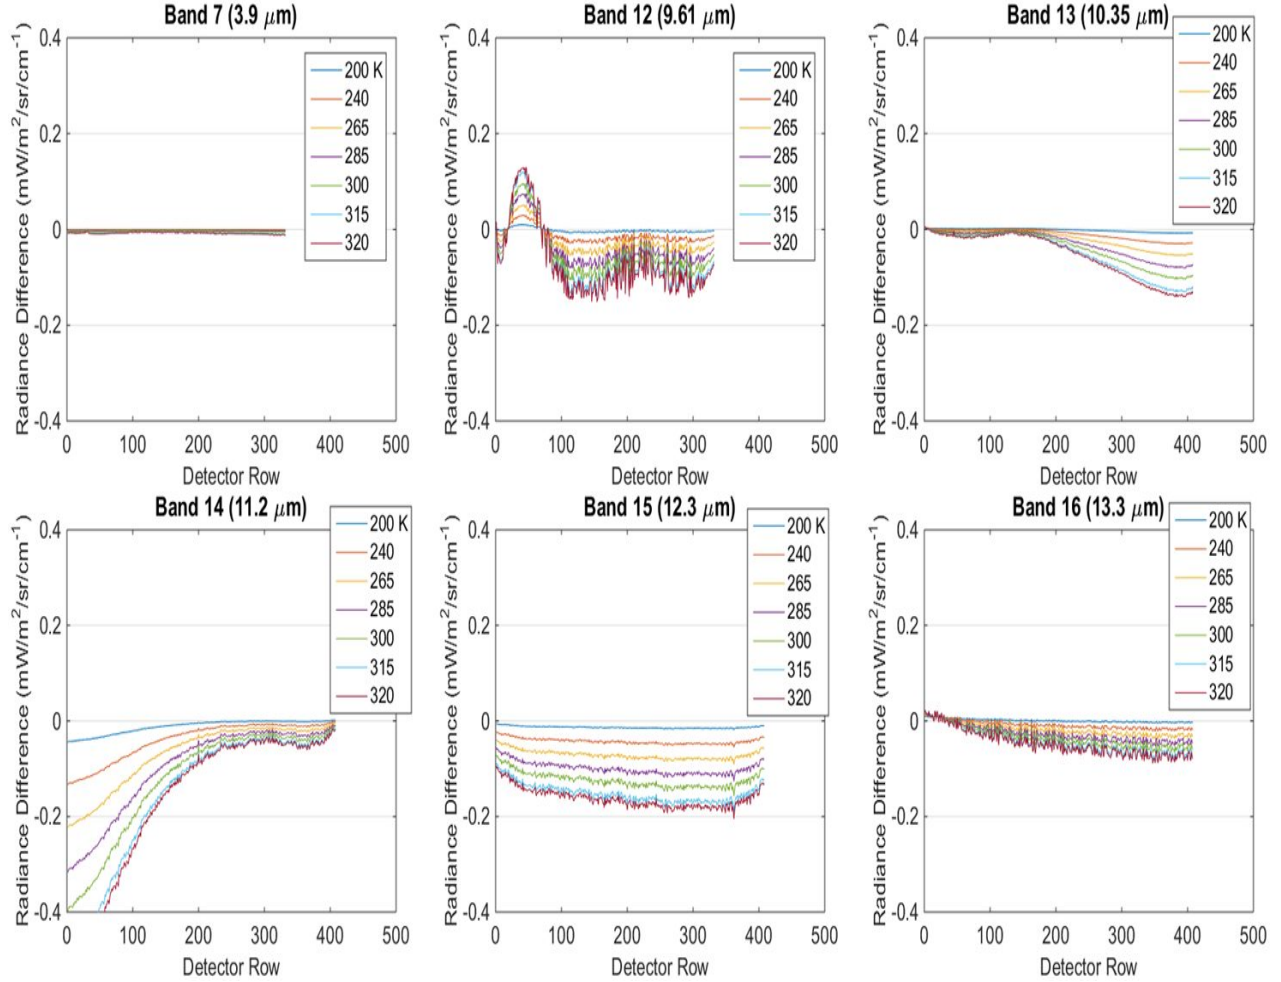 Band 7 (3.9 μm)
Radiance Difference (mW/m²/sr/cm⁻¹)
0.4
0.2
0
-0.2
-0.4
200 K
240
265
285
300
315
320
0 100 200 300 400 500
Detector Row
Band 12 (9.61 μm)
Radiance Difference (mW/m²/sr/cm⁻¹)
0.4
0.2
0
-0.2
-0.4
200 K
240
265
285
300
315
320
0 100 200 300 400 500
Detector Row
Band 13 (10.35 μm)
Radiance Difference (mW/m²/sr/cm⁻¹)
0.4
0.2
0
-0.2
-0.4
200 K
240
265
285
300
315
320
0 100 200 300 400 500
Detector Row
Band 14 (11.2 μm)
Radiance Difference (mW/m²/sr/cm⁻¹)
0.4
0.2
0
-0.2
-0.4
200 K
240
265
285
300
315
320
0 100 200 300 400 500
Detector Row
Band 15 (12.3 μm)
Radiance Difference (mW/m²/sr/cm⁻¹)
0.4
0.2
0
-0.2
-0.4
200 K
240
265
285
300
315
320
0 100 200 300 400 500
Detector Row
Band 16 (13.3 μm)
Radiance Difference (mW/m²/sr/cm⁻¹)
0.4
0.2
0
-0.2
-0.4
200 K
240
265
285
300
315
320
0 100 200 300 400 500
Detector Row